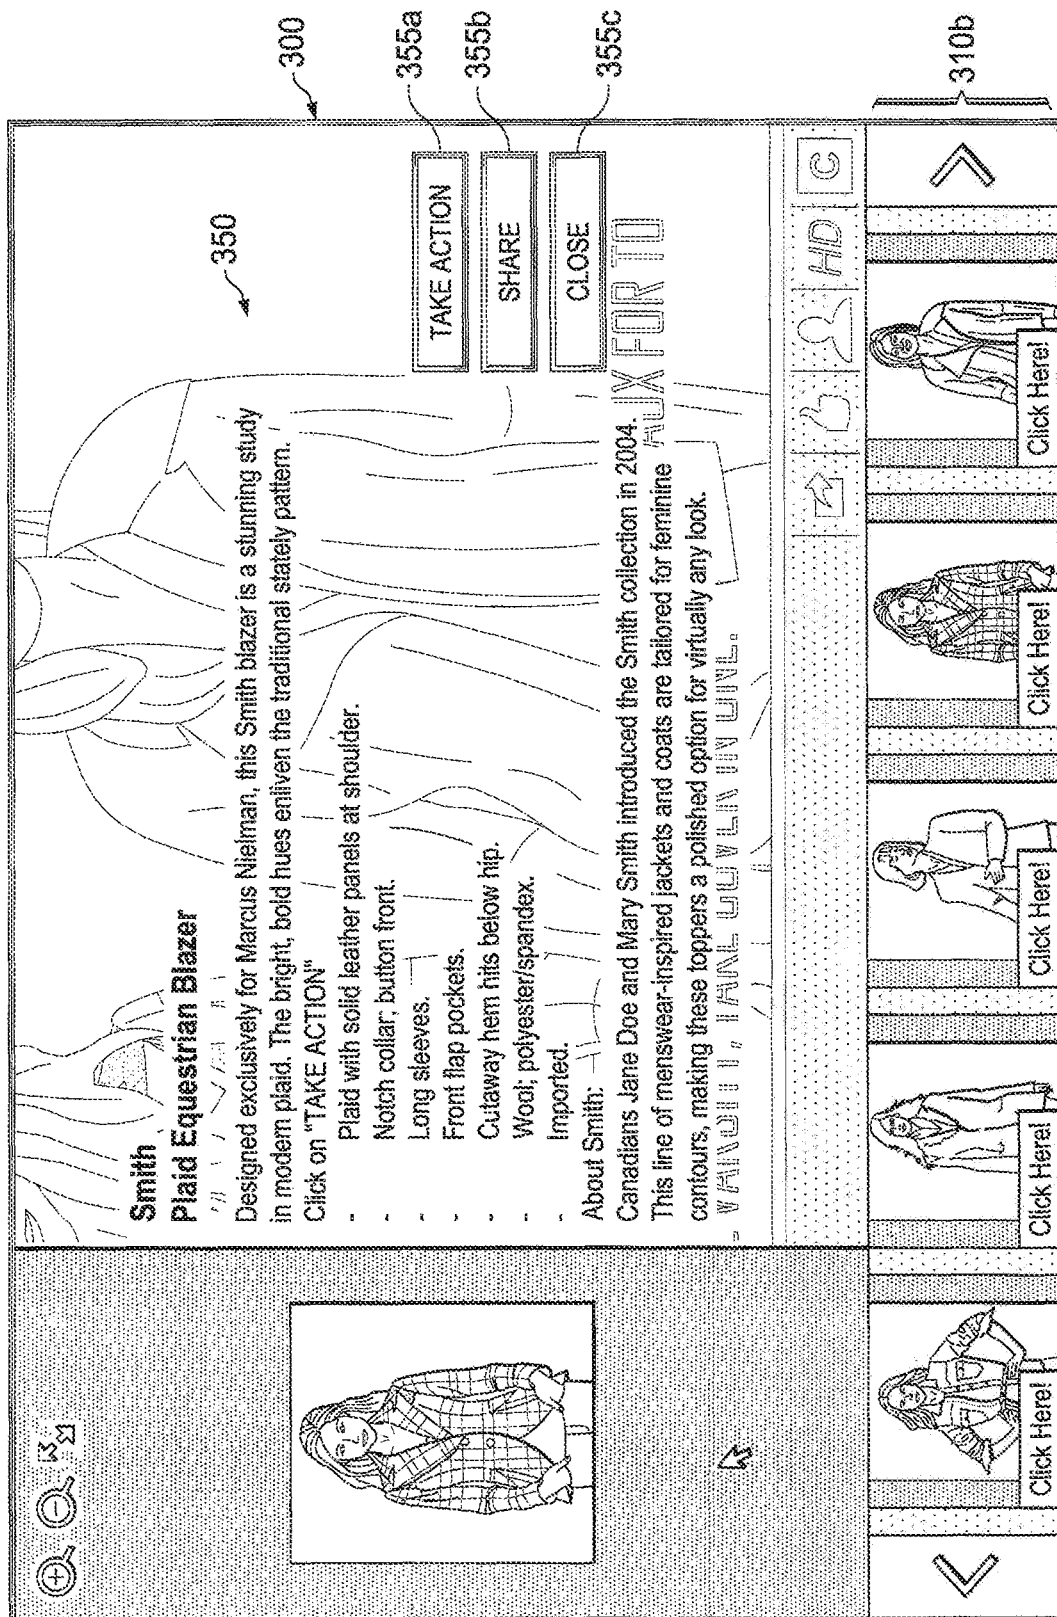 300
350
Smith
Plaid Equestrian Blazer
Designed exclusively for Marcus Nielman, this Smith blazer is a stunning study
in modern plaid. The bright, bold hues enliven the traditional stately pattern.
Click on "TAKE ACTION"
- Plaid with solid leather panels at shoulder.
- Notch collar; button front.
- Long sleeves.
- Front flap pockets.
- Cutaway hem hits below hip.
- Wool; polyester/spandex.
- Imported.
About Smith:
Canadians Jane Doe and Mary Smith introduced the Smith collection in 2004.
This line of menswear-inspired jackets and coats are tailored for feminine
contours, making these toppers a polished option for virtually any look.
FOR TO
IN ONE.
TAKE ACTION
355a
SHARE
355b
CLOSE
355c
HD
C
Click Here!
Click Here!
Click Here!
Click Here!
Click Here!
310b